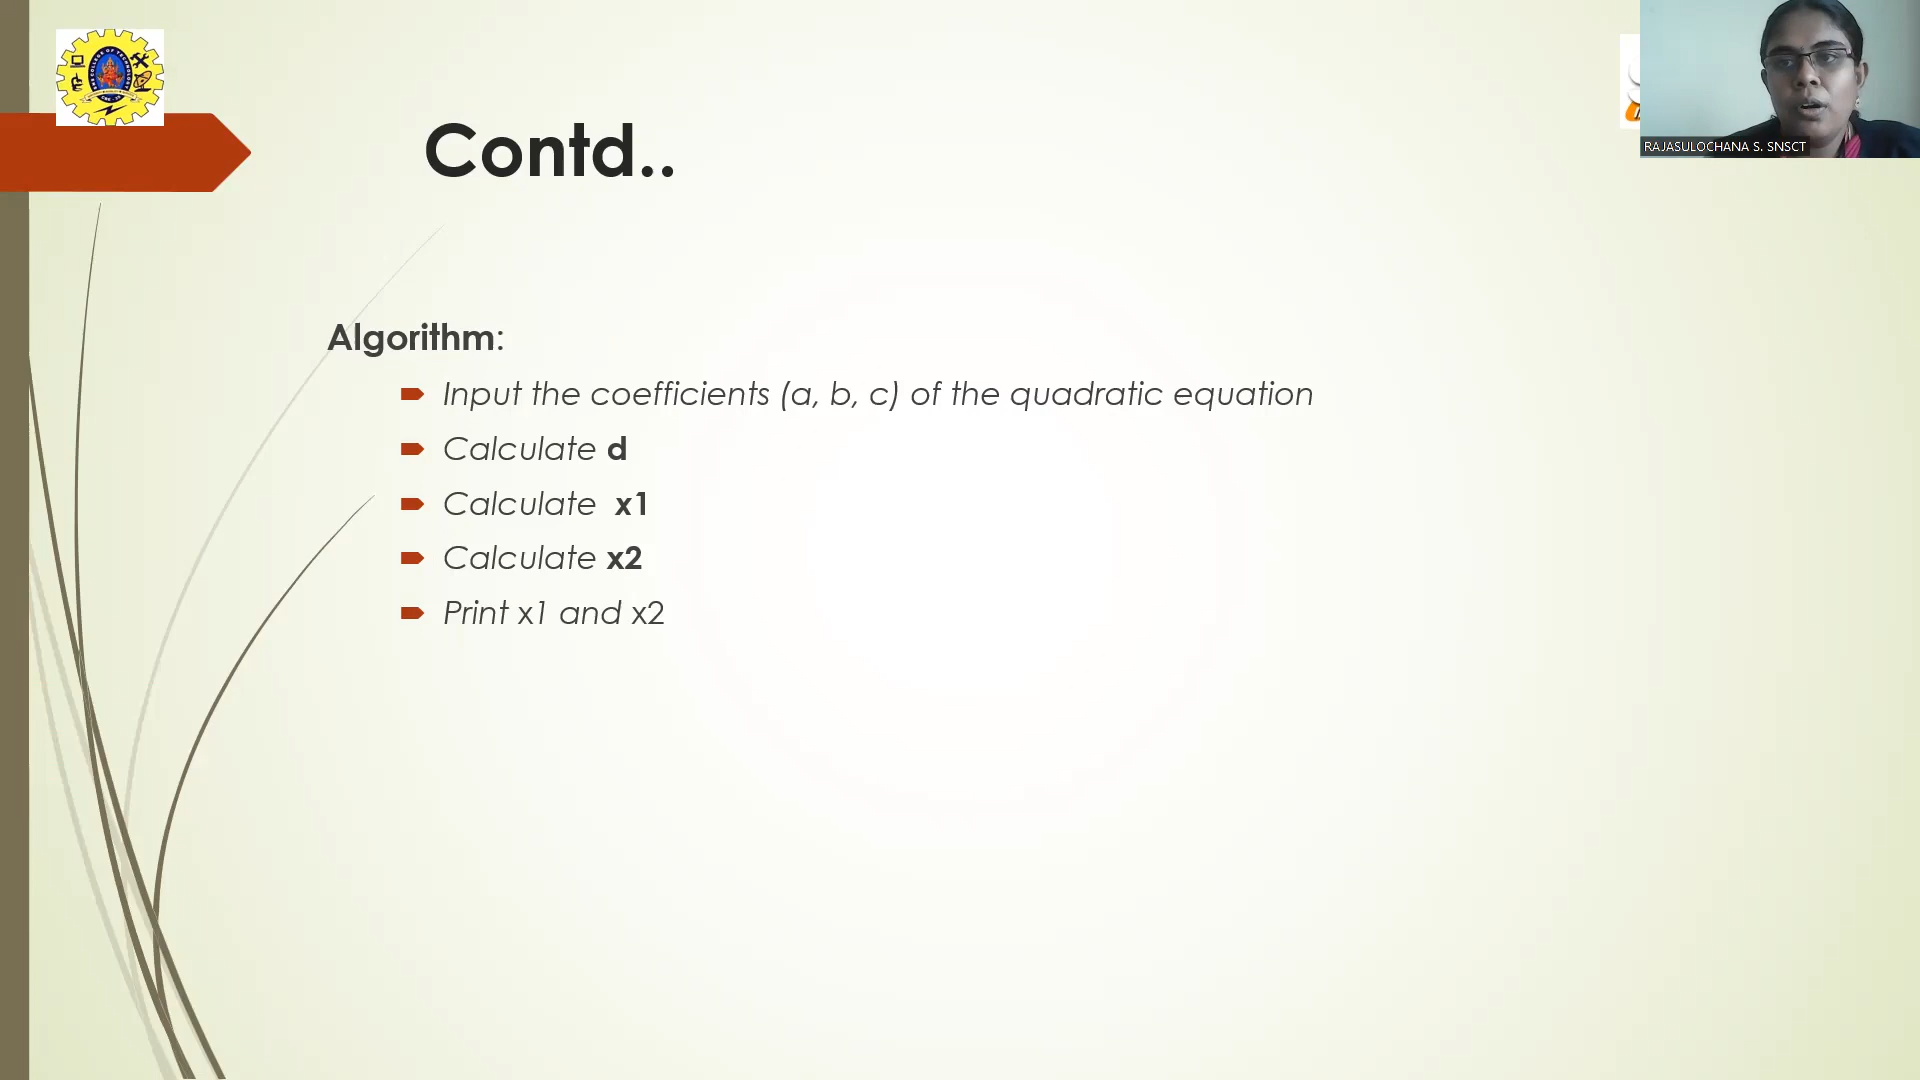 Contd..
RAJASULOCHANA S. SNSCT
Algorithm:
Input the coefficients (a, b, c) of the quadratic equation
Calculate d
Calculate x1
Calculate x2
Print x1 and x2